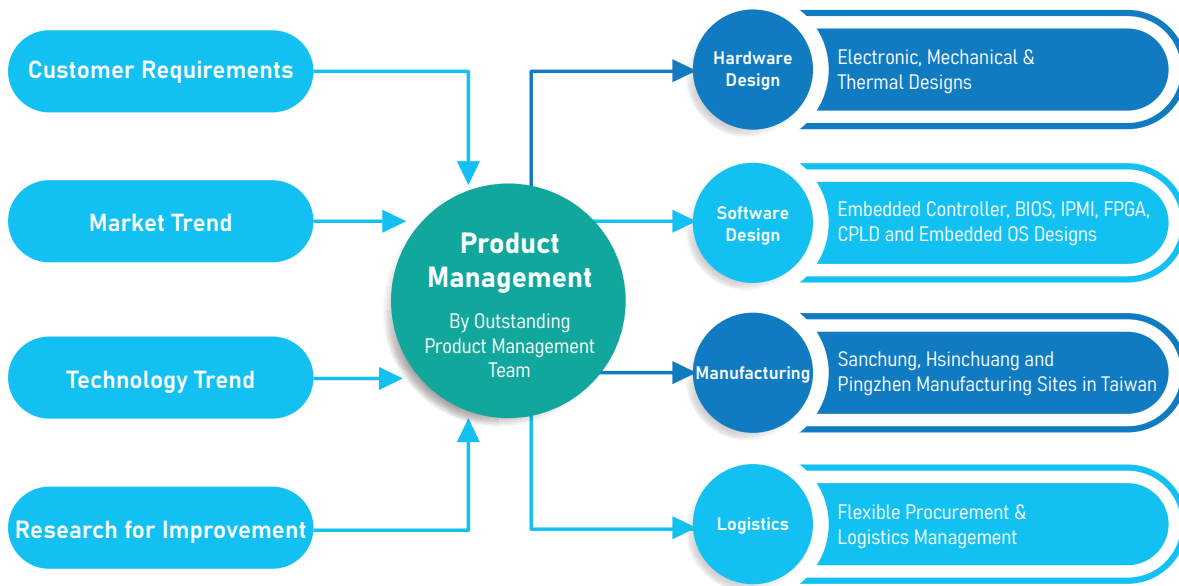 Customer Requirements
Market Trend
Technology Trend
Research for Improvement
Product
Management
By Outstanding
Product Management
Team
Hardware
Design
Electronic, Mechanical &
Thermal Designs
Software
Design
Embedded Controller, BIOS, IPMI, FPGA,
CPLD and Embedded OS Designs
Manufacturing
Sanchung, Hsinchuang and
Pingzhen Manufacturing Sites in Taiwan
Logistics
Flexible Procurement &
Logistics Management